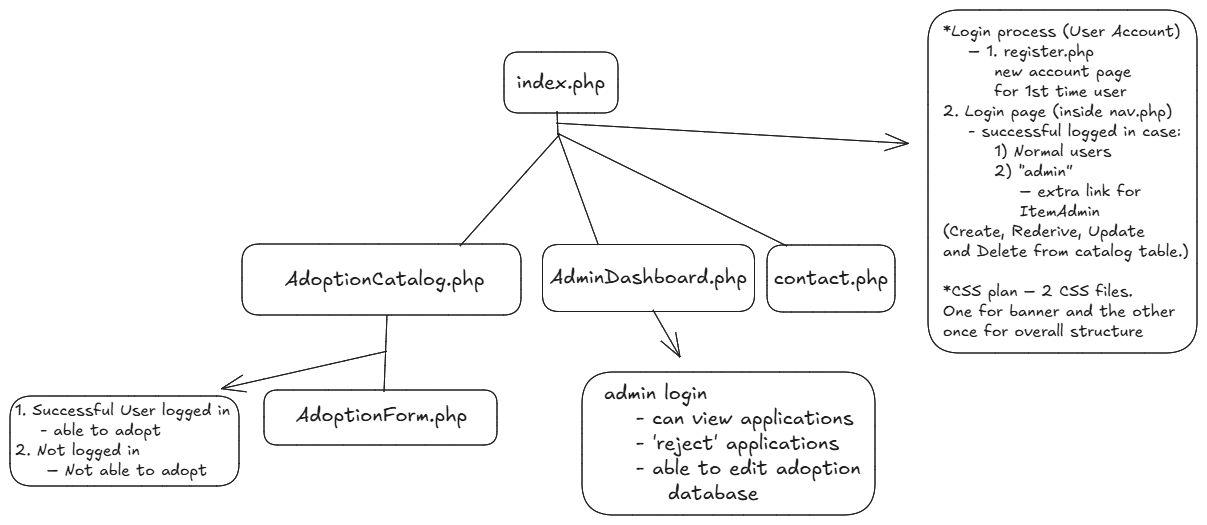 index.php
*Login process (User Account)
– 1. register.php
new account page
for 1st time user
2. Login page (inside nav.php)
- successful logged in case:
1) Normal users
2) "admin"
– extra link for
ItemAdmin
(Create, Rederive, Update
and Delete from catalog table.)
*CSS plan – 2 CSS files.
One for banner and the other
once for overall structure
AdoptionCatalog.php
AdminDashboard.php
contact.php
1. Successful User logged in
- able to adopt
2. Not logged in
– Not able to adopt
AdoptionForm.php
admin login
- can view applications
- 'reject' applications
- able to edit adoption
database